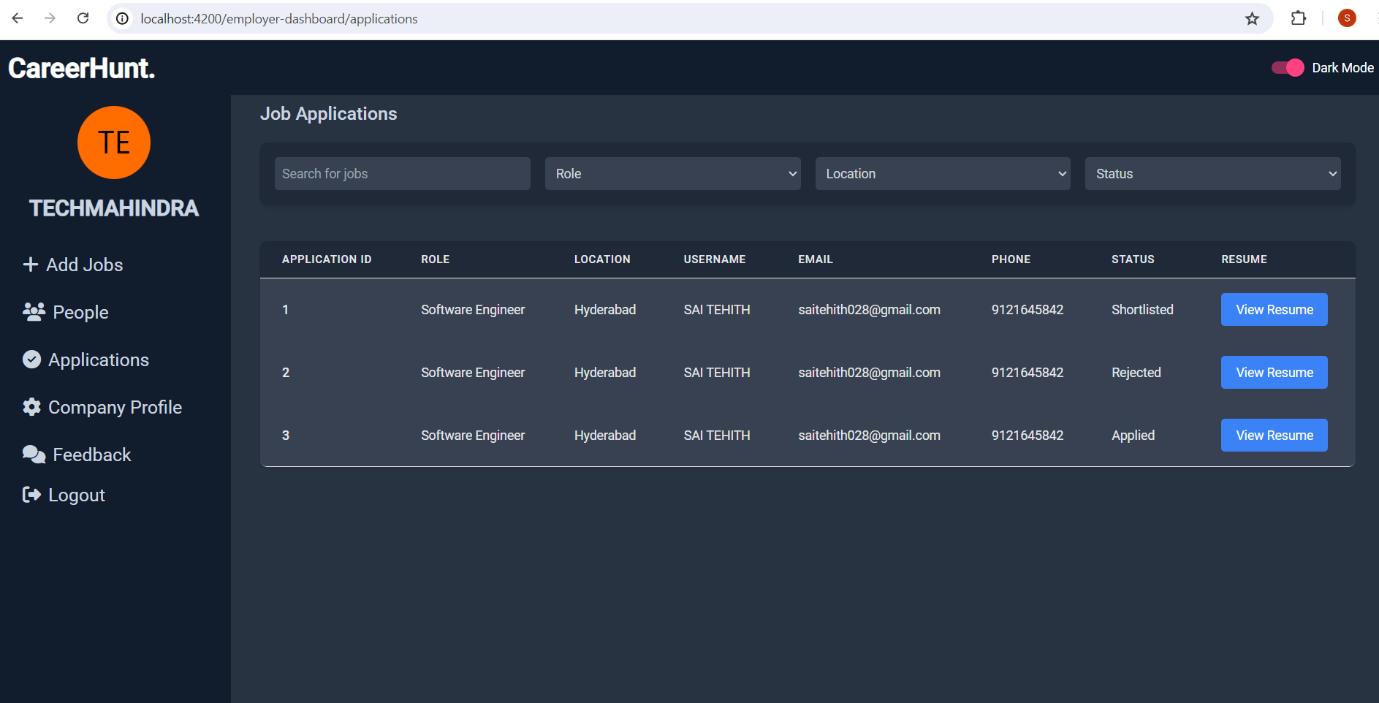 localhost:4200/employer-dashboard/applications
S
CareerHunt.
Dark Mode
TE
TECHMAHINDRA
Add Jobs
People
Applications
Company Profile
Feedback
Logout
Job Applications
Search for jobs Role Location Status
APPLICATION ID ROLE LOCATION USERNAME EMAIL PHONE STATUS RESUME
1 Software Engineer Hyderabad SAI TEHITH saitehith028@gmail.com 9121645842 Shortlisted View Resume
2 Software Engineer Hyderabad SAI TEHITH saitehith028@gmail.com 9121645842 Rejected View Resume
3 Software Engineer Hyderabad SAI TEHITH saitehith028@gmail.com 9121645842 Applied View Resume